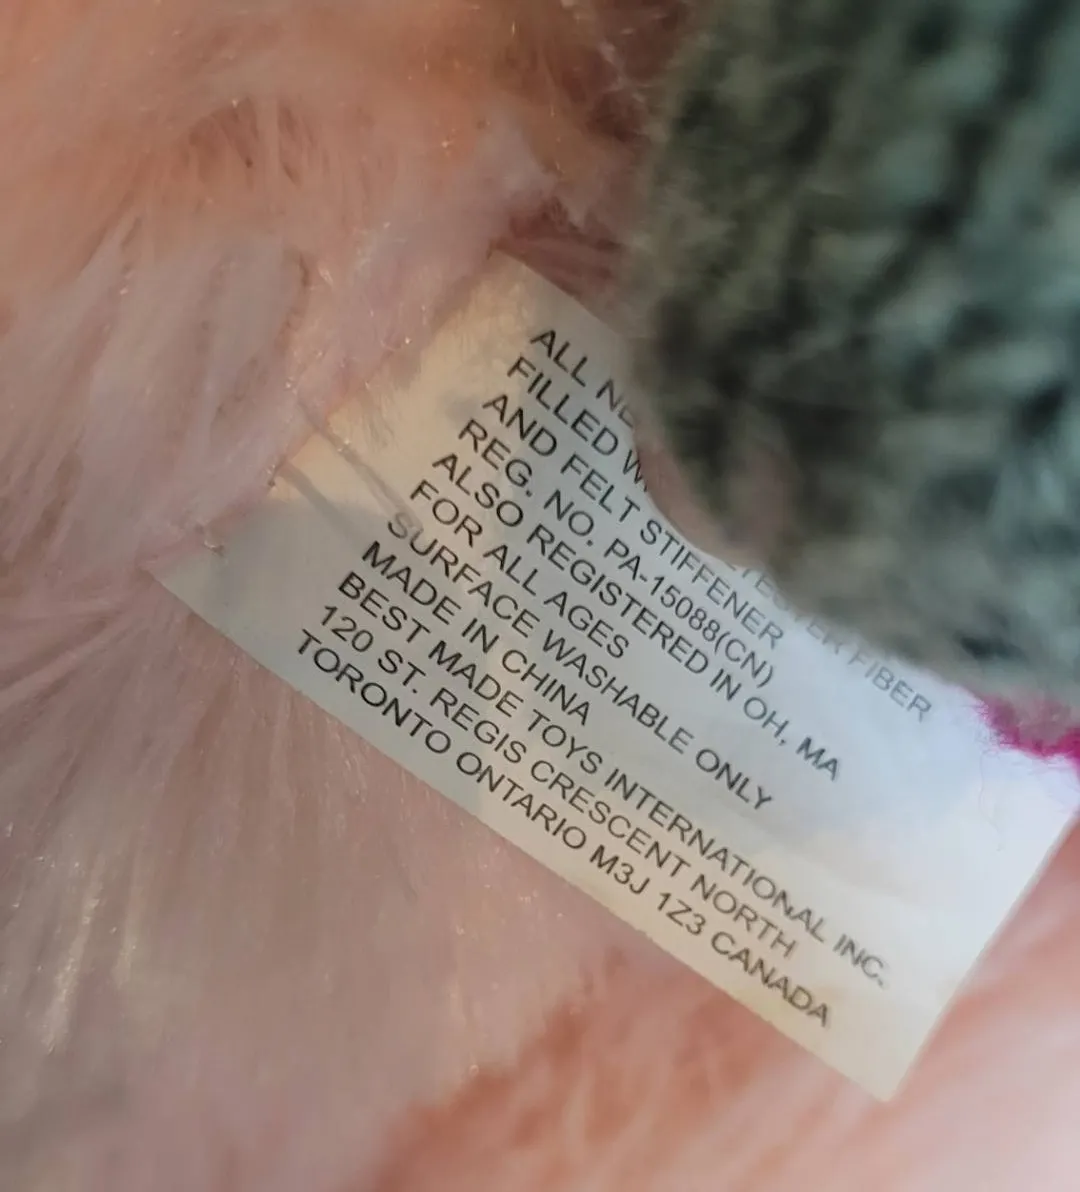 ALL
FILLED
FIBER
AND FELT STIFFENER
REG. NO. PA-15088(CN)
ALSO REGISTERED IN OH, MA
FOR ALL AGES
SURFACE WASHABLE ONLY
MADE IN CHINA
BEST MADE TOYS INTERNATIONAL INC.
120 ST. REGIS CRESCENT NORTH
TORONTO ONTARIO M3J 1Z3 CANADA